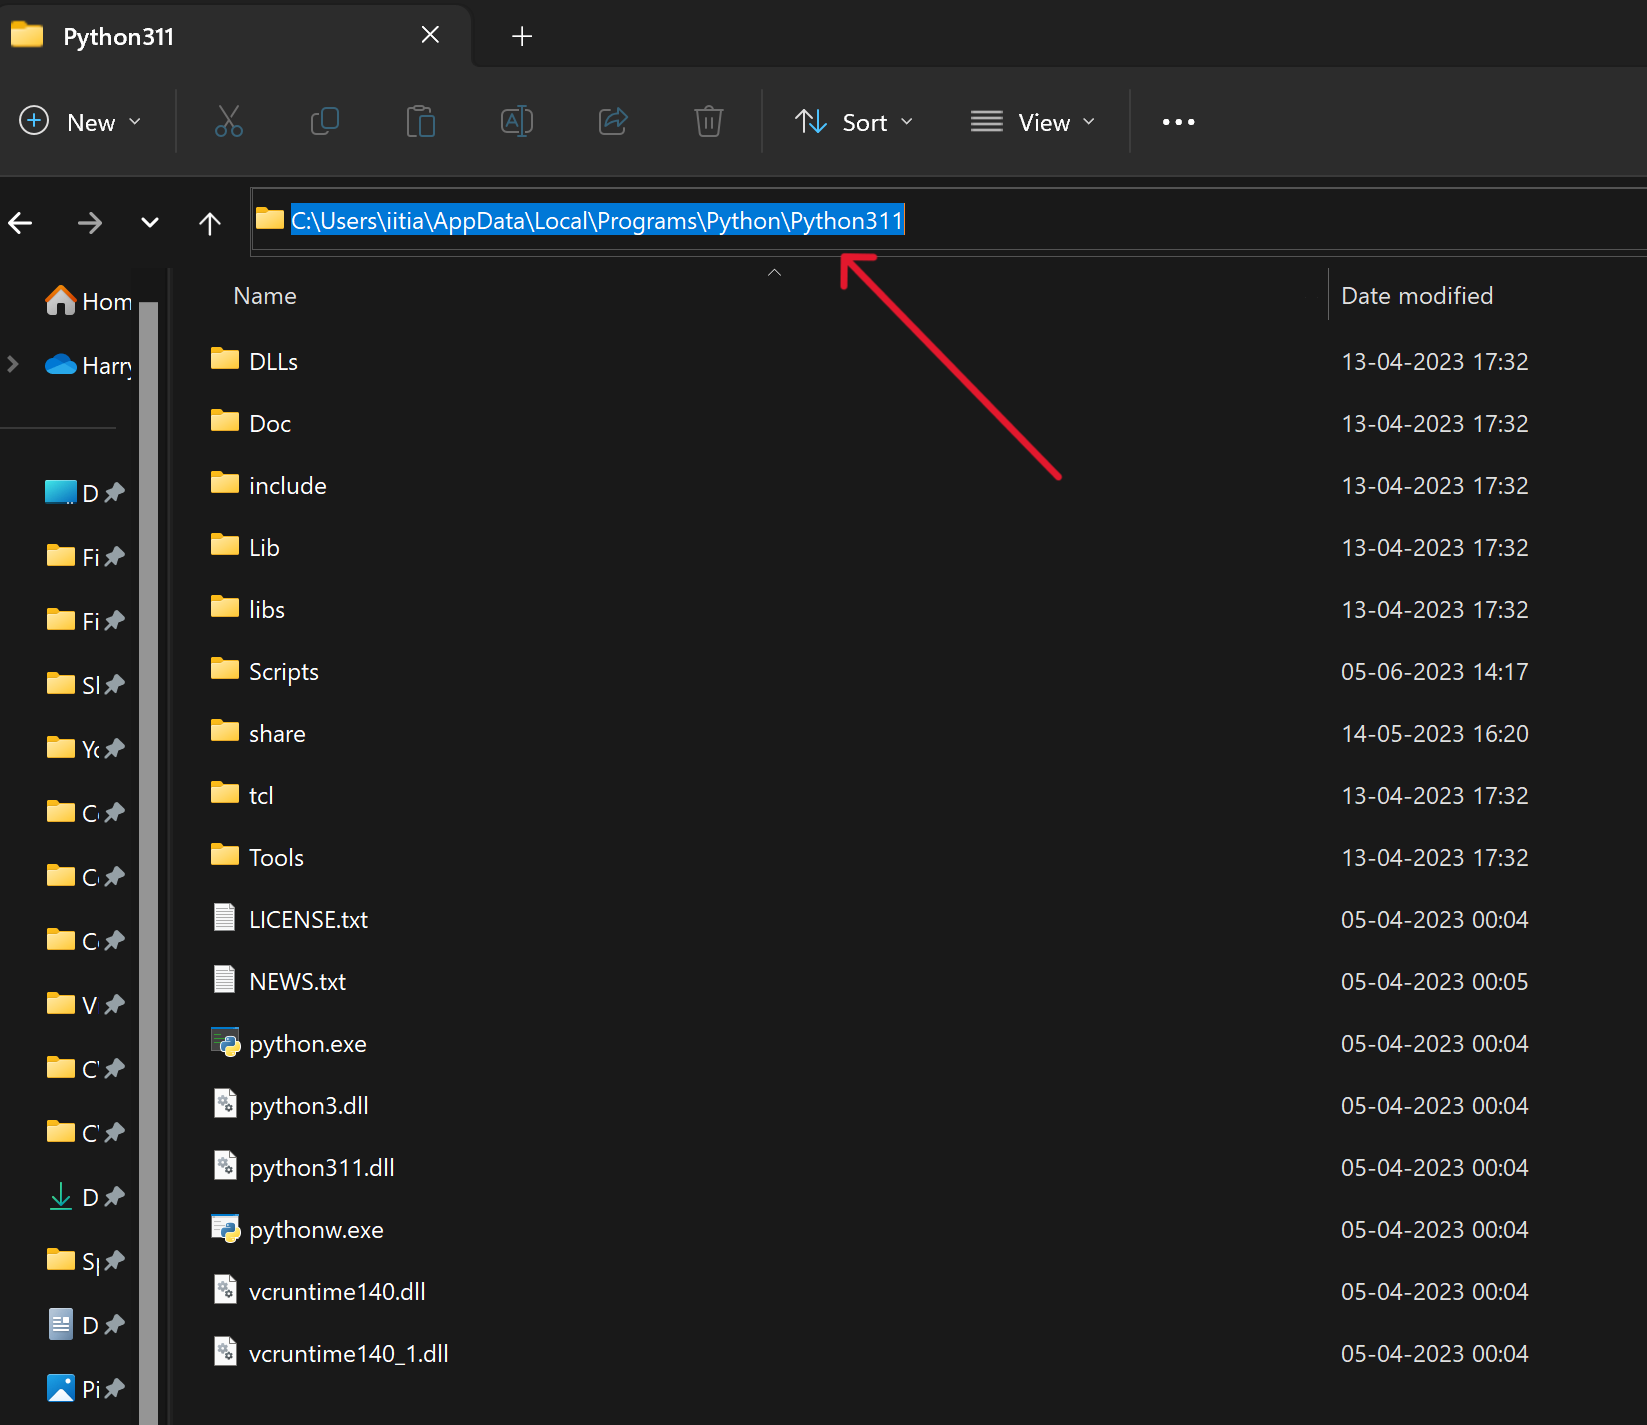 Python311
New
Sort
View
C:\Users\iitia\AppData\Local\Programs\Python\Python311
Name
Date modified
Hom
Harry
D
Fi
Fi
Sl
Yo
C
C
C
V
C
C
D
Sp
D
Pi
DLLs 13-04-2023 17:32
Doc 13-04-2023 17:32
include 13-04-2023 17:32
Lib 13-04-2023 17:32
libs 13-04-2023 17:32
Scripts 05-06-2023 14:17
share 14-05-2023 16:20
tcl 13-04-2023 17:32
Tools 13-04-2023 17:32
LICENSE.txt 05-04-2023 00:04
NEWS.txt 05-04-2023 00:05
python.exe 05-04-2023 00:04
python3.dll 05-04-2023 00:04
python311.dll 05-04-2023 00:04
pythonw.exe 05-04-2023 00:04
vcruntime140.dll 05-04-2023 00:04
vcruntime140_1.dll 05-04-2023 00:04